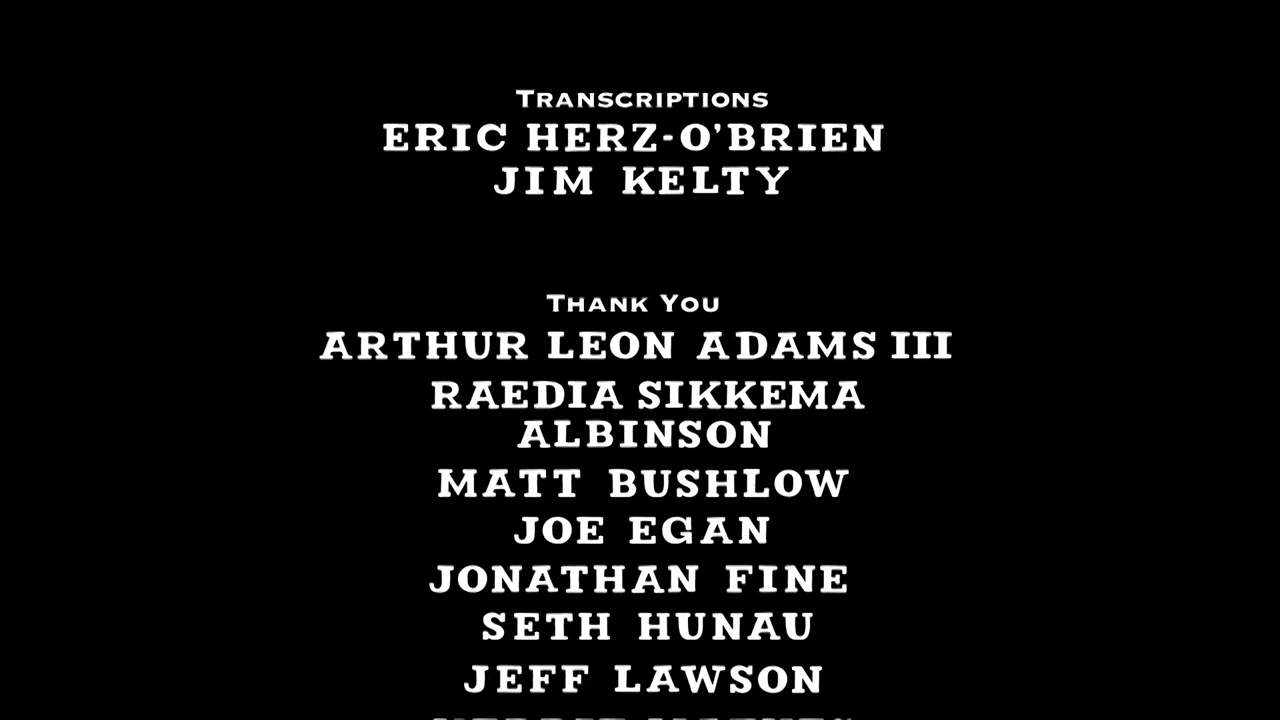 Transcriptions
ERIC HERZ-O'BRIEN
JIM KELTY
Thank You
ARTHUR LEON ADAMS III
RAEDIA SIKKEMA
ALBINSON
MATT BUSHLOW
JOE EGAN
JONATHAN FINE
SETH HUNAU
JEFF LAWSON